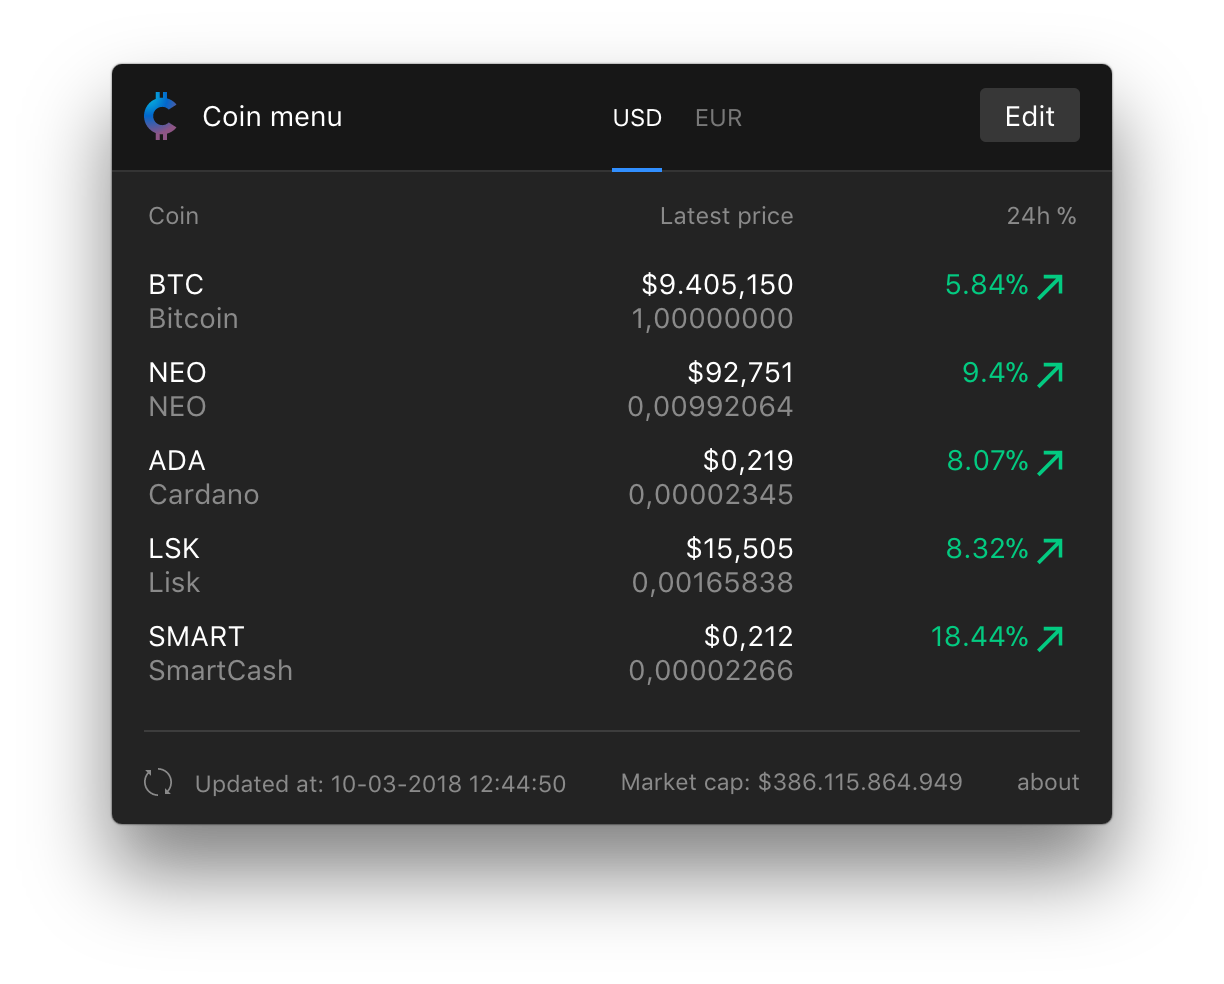 Coin menu USD EUR Edit
Coin Latest price 24h %
BTC $9.405,150 5.84%
Bitcoin 1,00000000
NEO $92,751 9.4%
NEO 0,00992064
ADA $0,219 8.07%
Cardano 0,00002345
LSK $15,505 8.32%
Lisk 0,00165838
SMART $0,212 18.44%
SmartCash 0,00002266
Updated at: 10-03-2018 12:44:50 Market cap: $386.115.864.949 about